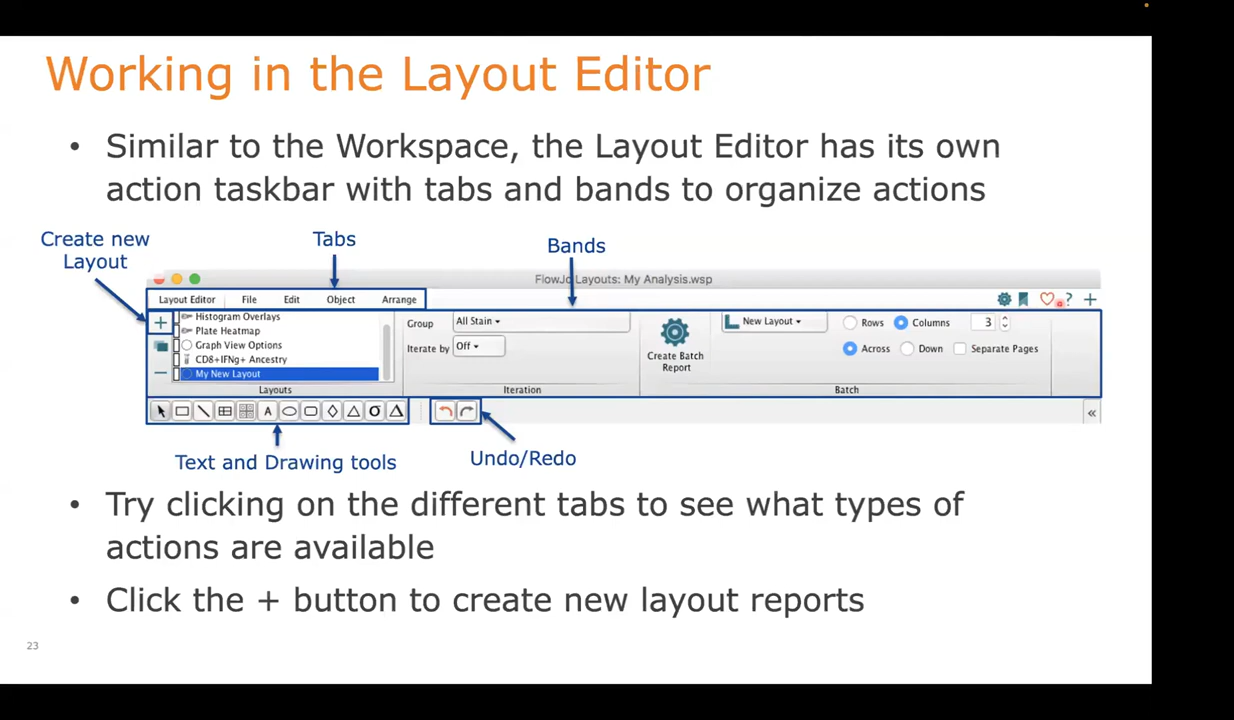 Working in the Layout Editor
• Similar to the Workspace, the Layout Editor has its own
action taskbar with tabs and bands to organize actions
Create new
Layout
Tabs
Bands
FlowJo Layouts: My Analysis.wsp
Layout Editor File Edit Object Arrange
?
+
+
Histogram Overlays
Plate Heatmap
Graph View Options
CD8+IFNg+ Ancestry
My New Layout
Layouts
Group All Stain
Iterate by Off
Iteration
Create Batch
Report
New Layout
Rows Columns 3
Across Down Separate Pages
Batch
A σ
«
Text and Drawing tools
Undo/Redo
• Try clicking on the different tabs to see what types of
actions are available
• Click the + button to create new layout reports
23